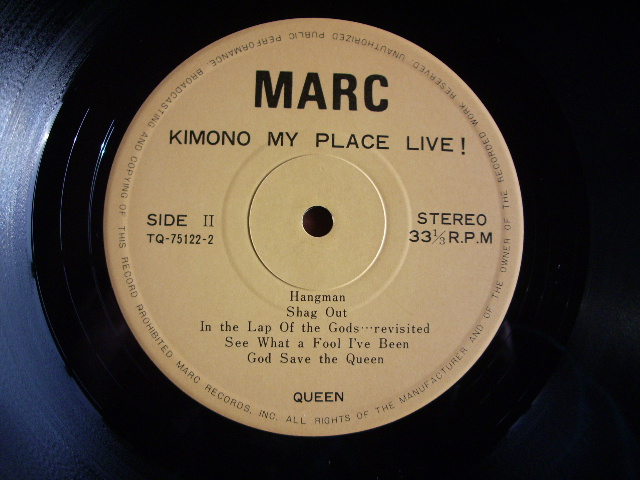 MARC
KIMONO MY PLACE LIVE!
SIDE II
TQ-75122-2
STEREO
33⅓ R.P.M
Hangman
Shag Out
In the Lap Of the Gods…revisited
See What a Fool I've Been
God Save the Queen
QUEEN
MARC RECORDS, INC. ALL RIGHTS OF THE MANUFACTURER AND OF THE OWNER OF THE RECORDED WORK RESERVED UNAUTHORIZED PUBLIC PERFORMANCE, BROADCASTING AND COPYING OF THIS RECORD PROHIBITED